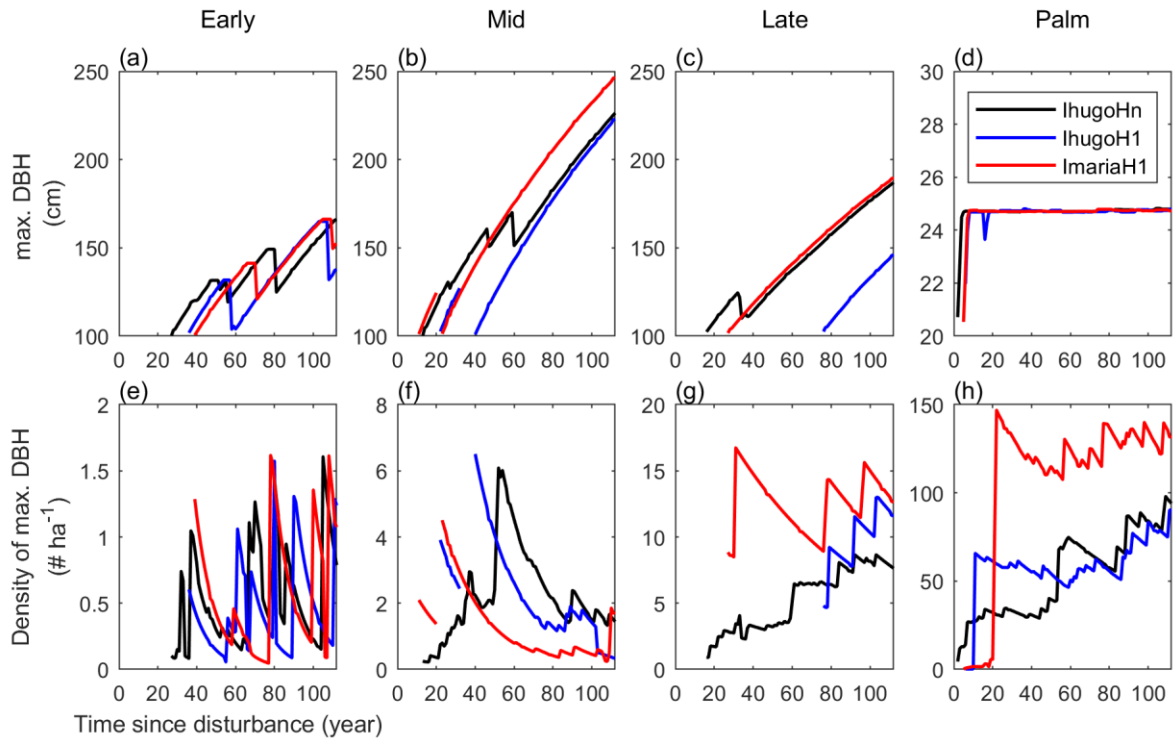 Early Mid Late Palm
(a) (b) (c) (d)
max. DBH
(cm)
250 250 250 30
200 200 200 28
26
150 150 150 24
22
100 100 100 20
IhugoHn
IhugoH1
ImariaH1
0 20 40 60 80 100 0 20 40 60 80 100 0 20 40 60 80 100 0 20 40 60 80 100
(e) (f) (g) (h)
Density of max. DBH
(# ha⁻¹)
2 8 20 150
1.5 6 15
100
1 4 10
50
0.5 2 5
0 0 0 0
0 20 40 60 80 100 0 20 40 60 80 100 0 20 40 60 80 100 0 20 40 60 80 100
Time since disturbance (year)